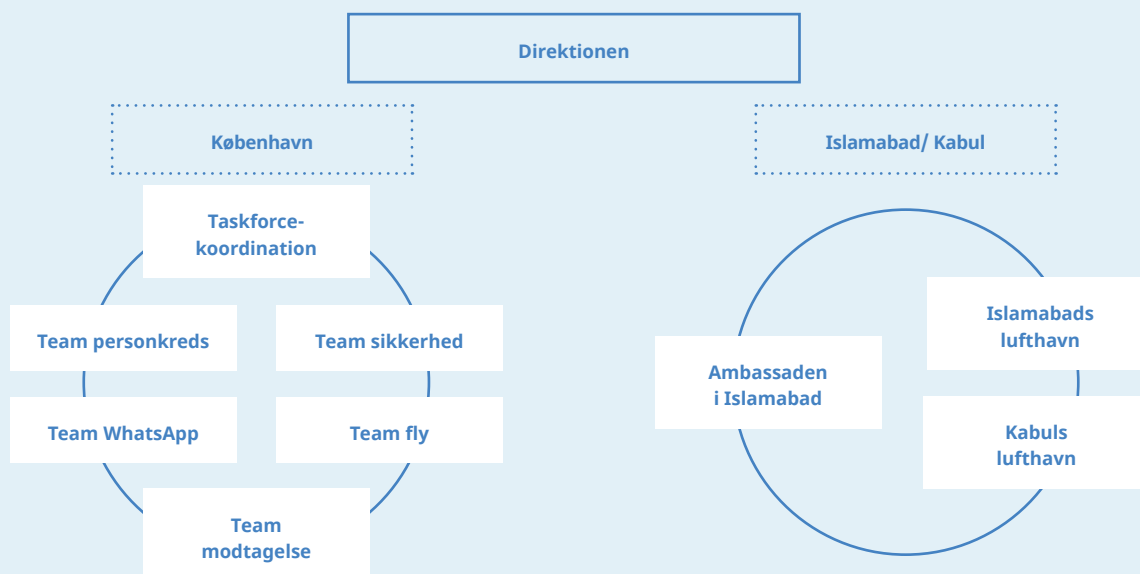 Direktionen
København
Islamabad/ Kabul
Taskforce-
koordination
Team personkreds
Team sikkerhed
Team WhatsApp
Team fly
Team
modtagelse
Ambassaden
i Islamabad
Islamabads
lufthavn
Kabuls
lufthavn